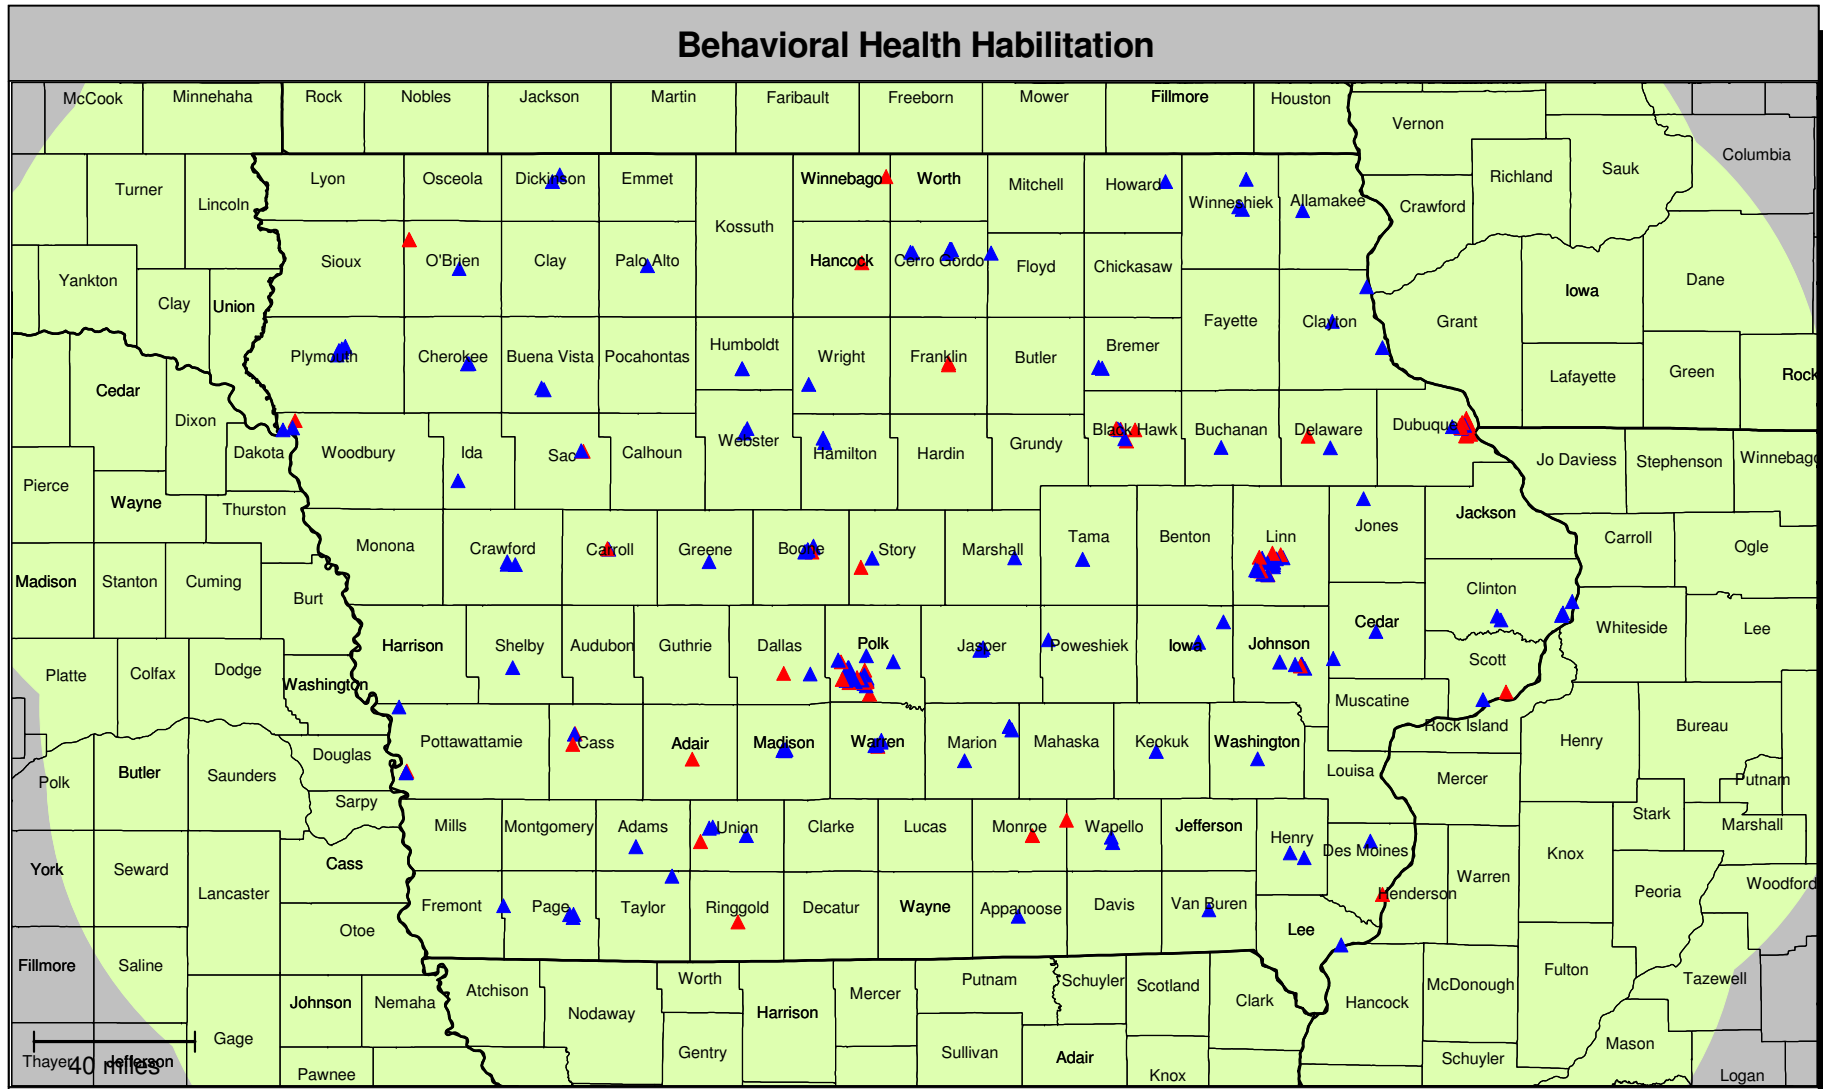 Behavioral Health Habilitation
McCook Minnehaha Rock Nobles Jackson Martin Faribault Freeborn Mower Fillmore Houston
Vernon
Columbia
Turner Lincoln Lyon Osceola Dickinson Emmet Winnebago Worth Mitchell Howard Winneshiek Allamakee Crawford Richland Sauk
Kossuth
Yankton Clay Union Sioux O'Brien Clay Palo Alto Hancock Cerro Gordo Floyd Chickasaw Iowa Dane
Fayette Clayton Grant
Cedar Dixon Plymouth Cherokee Buena Vista Pocahontas Humboldt Wright Franklin Butler Bremer Lafayette Green Rock
Pierce Dakota Woodbury Ida Sac Calhoun Webster Hamilton Hardin Grundy Black Hawk Buchanan Delaware Dubuque Jo Daviess Stephenson Winnebago
Wayne Thurston
Monona Crawford Carroll Greene Boone Story Marshall Tama Benton Linn Jones Jackson Carroll Ogle
Madison Stanton Cuming Burt Clinton
Harrison Shelby Audubon Guthrie Dallas Polk Jasper Poweshiek Iowa Johnson Cedar Whiteside Lee
Platte Colfax Dodge Washington Scott
Muscatine Rock Island Bureau
Polk Butler Saunders Douglas Pottawattamie Cass Adair Madison Warren Marion Mahaska Keokuk Washington Louisa Mercer Henry Putnam
Sarpy
Mills Montgomery Adams Union Clarke Lucas Monroe Wapello Jefferson Henry Des Moines Stark Marshall
York Seward Lancaster Cass Knox Warren Peoria Woodford
Fremont Page Taylor Ringgold Decatur Wayne Appanoose Davis Van Buren Henderson
Otoe Lee
Fillmore Saline Atchison Worth Putnam Schuyler Scotland McDonough Fulton Tazewell
Johnson Nemaha Nodaway Harrison Mercer Clark Hancock
Gage Gentry Sullivan Adair Schuyler Mason
Thayer Jefferson Pawnee Knox Logan
40 miles